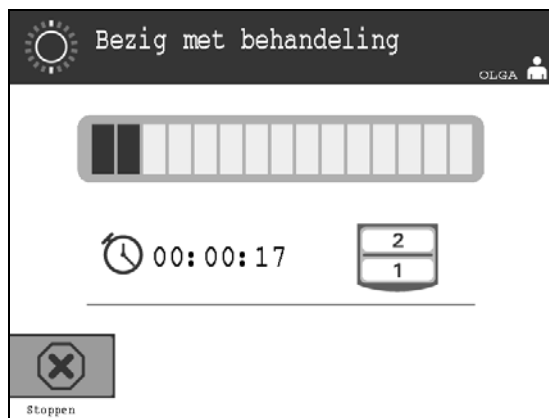 Bezig met behandeling
OLGA
00:00:17
2
1
Stoppen